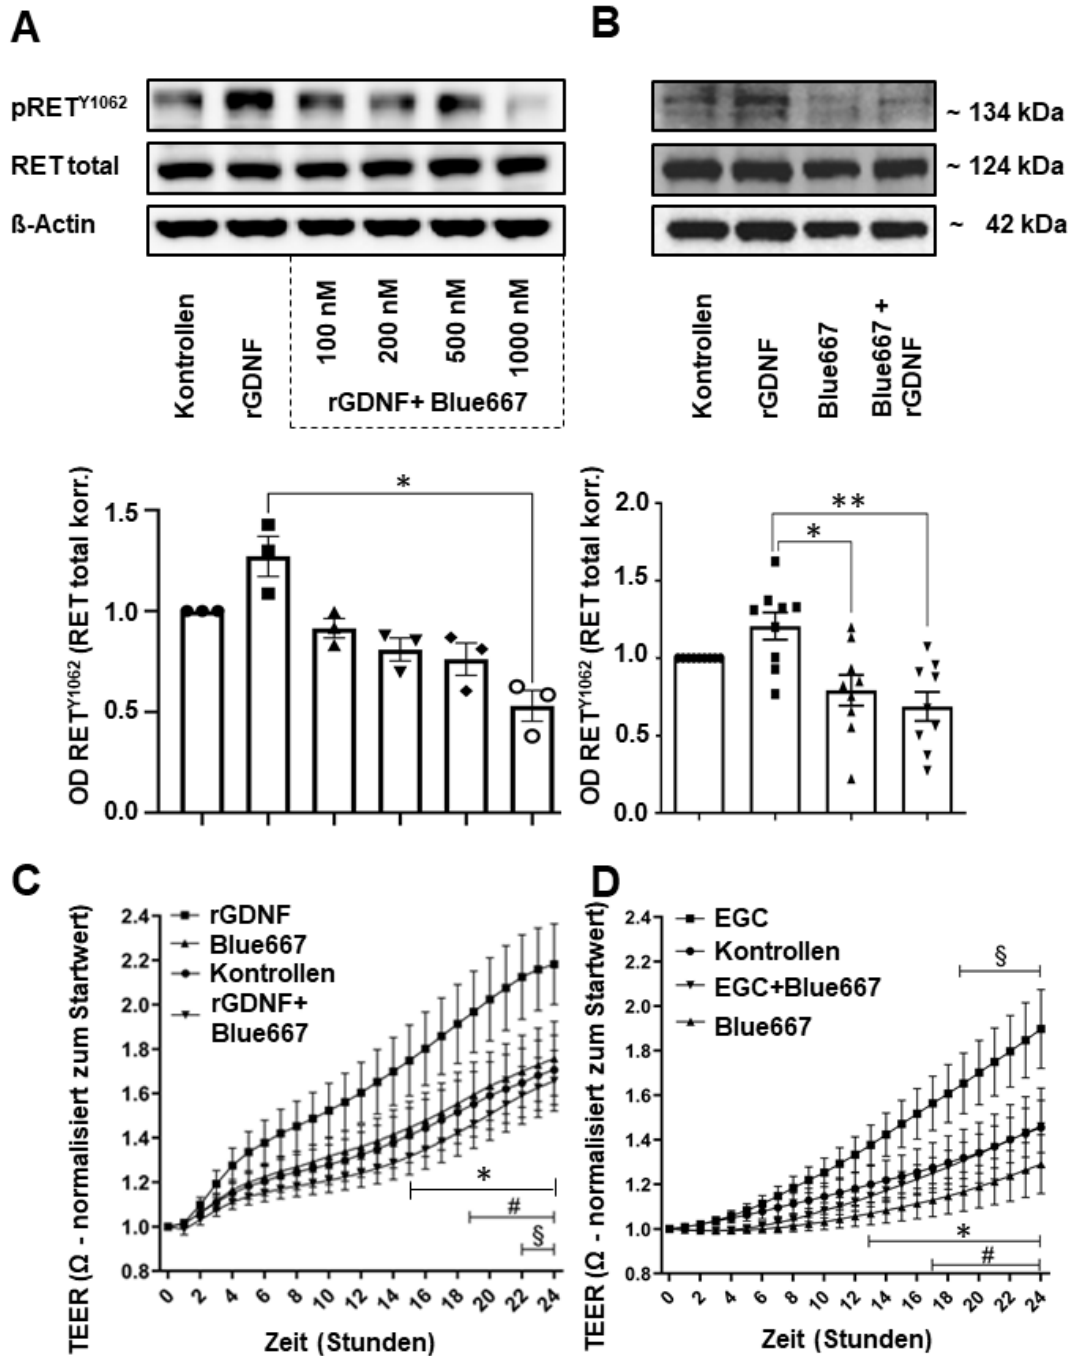 A
pRET^Y1062
RET total
ß-Actin
Kontrollen
rGDNF
100 nM
200 nM
500 nM
1000 nM
rGDNF+ Blue667
B
~ 134 kDa
~ 124 kDa
~ 42 kDa
Kontrollen
rGDNF
Blue667
Blue667 +
rGDNF
OD RET^Y1062 (RET total korr.)
1.5
1.0
0.5
0.0
*
OD RET^Y1062 (RET total korr.)
2.0
1.5
1.0
0.5
0.0
**
*
C
TEER (Ω - normalisiert zum Startwert)
2.4
2.2
2.0
1.8
1.6
1.4
1.2
1.0
0.8
rGDNF
Blue667
Kontrollen
rGDNF+
Blue667
*
#
§
0 2 4 6 8 10 12 14 16 18 20 22 24
Zeit (Stunden)
D
TEER (Ω - normalisiert zum Startwert)
2.4
2.2
2.0
1.8
1.6
1.4
1.2
1.0
0.8
EGC
Kontrollen
EGC+Blue667
Blue667
§
*
#
0 2 4 6 8 10 12 14 16 18 20 22 24
Zeit (Stunden)